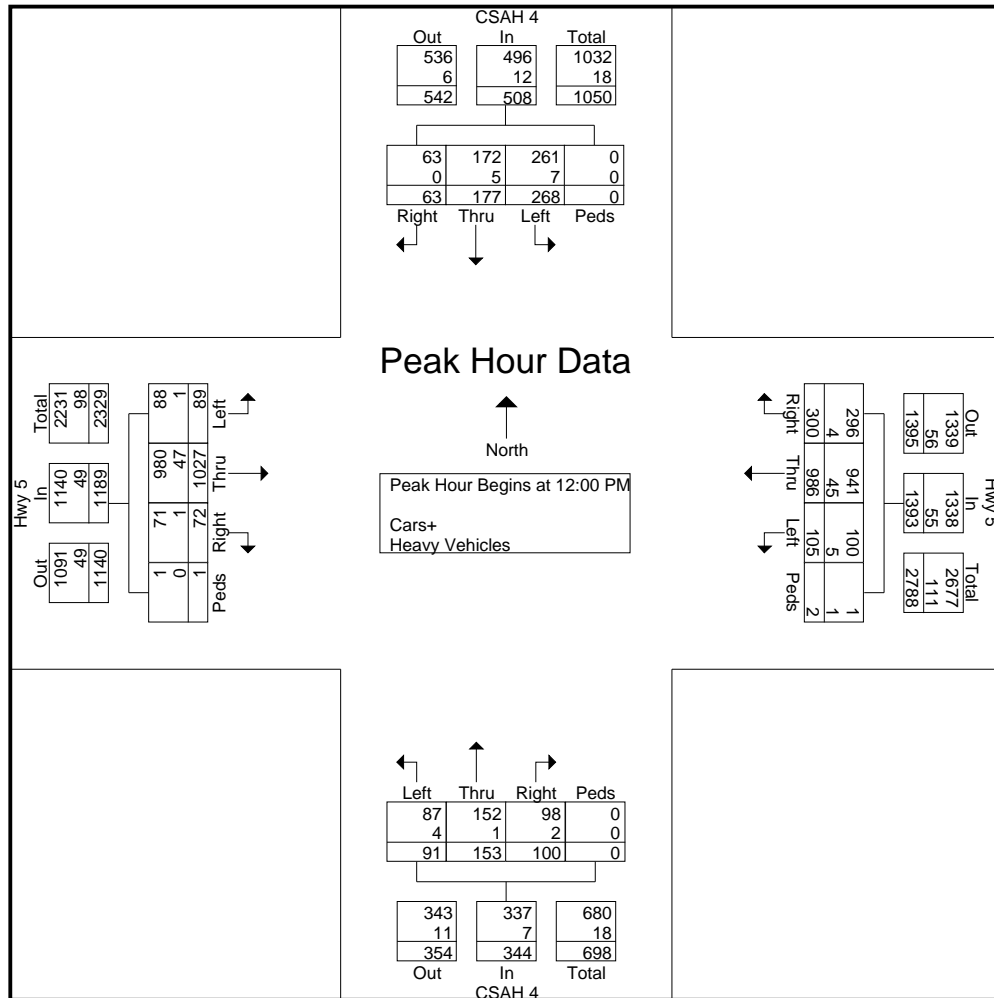 CSAH 4
Out In Total
536 496 1032
6 12 18
542 508 1050
63 172 261 0
0 5 7 0
63 177 268 0
Right Thru Left Peds
Peak Hour Data
North
Peak Hour Begins at 12:00 PM
Cars+
Heavy Vehicles
Hwy 5
Total In Out
2231 1140 1091
98 49 49
2329 1189 1140
88 980 71 1
1 47 1 0
89 1027 72 1
Left Thru Right Peds
Hwy 5
Out In Total
1339 1338 2677
56 55 111
1395 1393 2788
296 941 100 1
4 45 5 1
300 986 105 2
Right Thru Left Peds
Left Thru Right Peds
87 152 98 0
4 1 2 0
91 153 100 0
343 337 680
11 7 18
354 344 698
Out In Total
CSAH 4